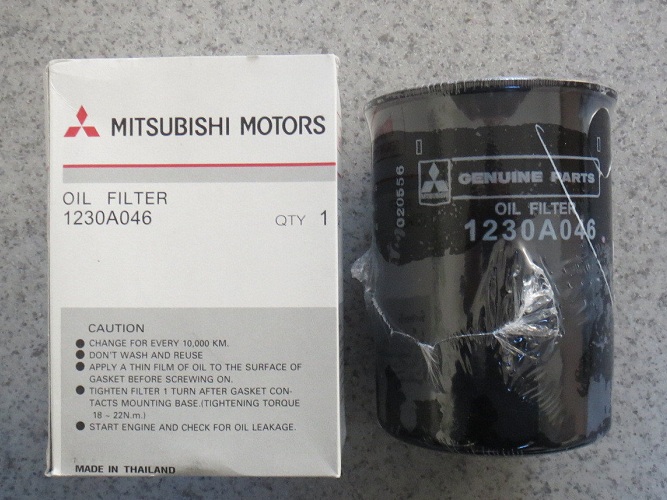 MITSUBISHI MOTORS
OIL FILTER
1230A046
QTY 1
CAUTION
● CHANGE FOR EVERY 10,000 KM.
● DON'T WASH AND REUSE
● APPLY A THIN FILM OF OIL TO THE SURFACE OF
GASKET BEFORE SCREWING ON.
● TIGHTEN FILTER 1 TURN AFTER GASKET CON-
TACTS MOUNTING BASE.(TIGHTENING TORQUE
18 ~ 22N.m.)
● START ENGINE AND CHECK FOR OIL LEAKAGE.
MADE IN THAILAND
020556
GENUINE PARTS
OIL FILTER
1230A046